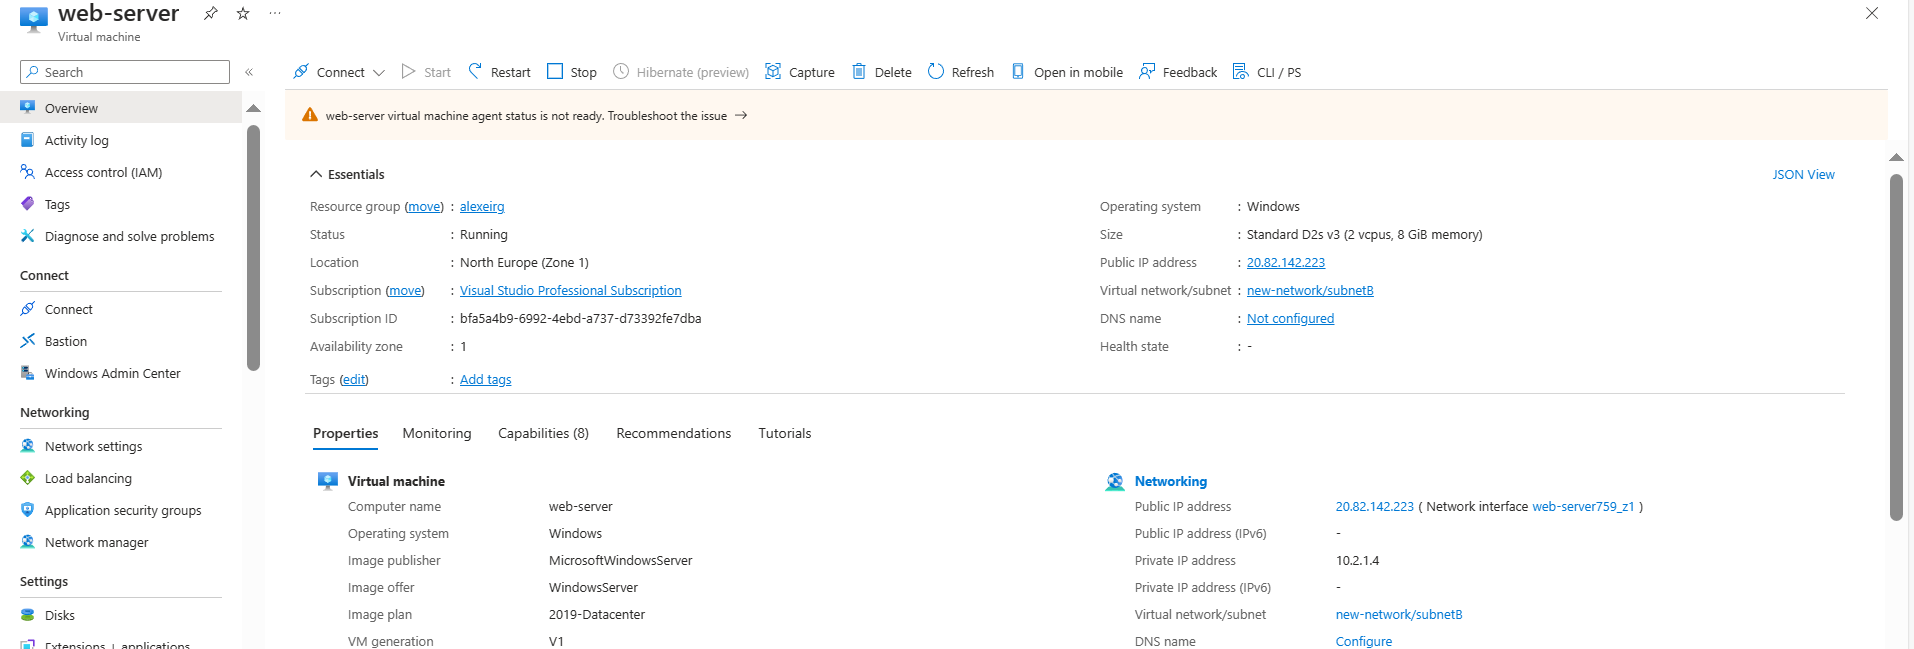 web-server
Virtual machine
Search
Connect Start Restart Stop Hibernate (preview) Capture Delete Refresh Open in mobile Feedback CLI / PS
Overview
Activity log
Access control (IAM)
Tags
Diagnose and solve problems
Connect
Connect
Bastion
Windows Admin Center
Networking
Network settings
Load balancing
Application security groups
Network manager
Settings
Disks
Extensions + applications
web-server virtual machine agent status is not ready. Troubleshoot the issue →
Essentials
JSON View
Resource group (move) : alexeirg
Status : Running
Location : North Europe (Zone 1)
Subscription (move) : Visual Studio Professional Subscription
Subscription ID : bfa5a4b9-6992-4ebd-a737-d73392fe7dba
Availability zone : 1
Tags (edit) : Add tags
Operating system : Windows
Size : Standard D2s v3 (2 vcpus, 8 GiB memory)
Public IP address : 20.82.142.223
Virtual network/subnet : new-network/subnetB
DNS name : Not configured
Health state : -
Properties Monitoring Capabilities (8) Recommendations Tutorials
Virtual machine
Computer name web-server
Operating system Windows
Image publisher MicrosoftWindowsServer
Image offer WindowsServer
Image plan 2019-Datacenter
VM generation V1
Networking
Public IP address 20.82.142.223 ( Network interface web-server759_z1 )
Public IP address (IPv6) -
Private IP address 10.2.1.4
Private IP address (IPv6) -
Virtual network/subnet new-network/subnetB
DNS name Configure